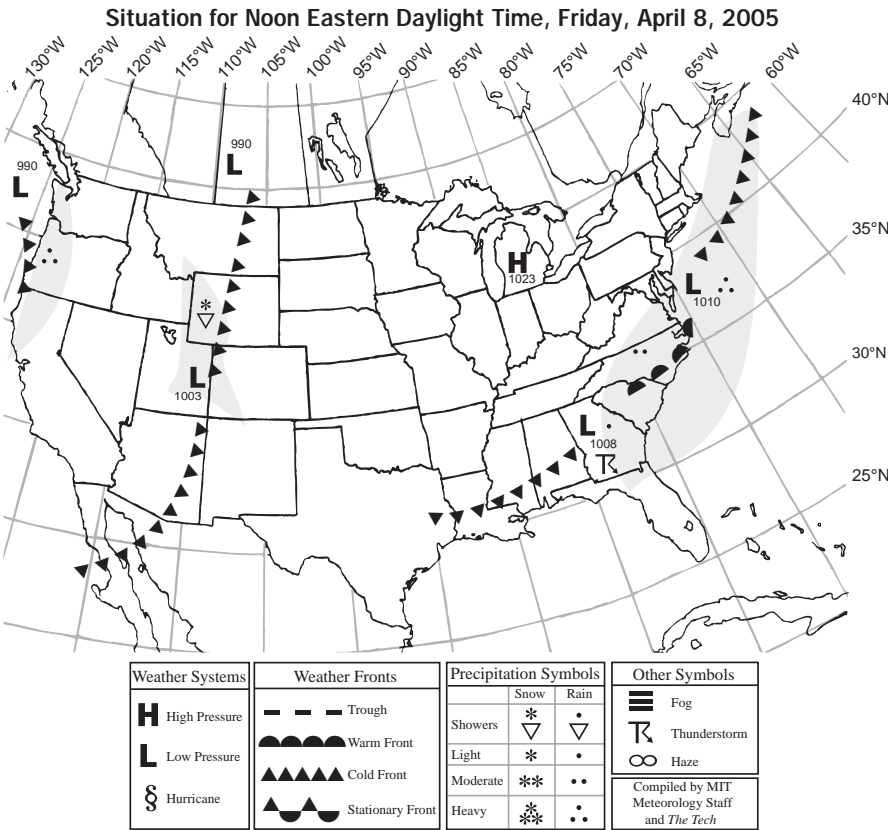 Situation for Noon Eastern Daylight Time, Friday, April 8, 2005
130°W
125°W
120°W
115°W
110°W
105°W
100°W
95°W
90°W
85°W
80°W
75°W
70°W
65°W
60°W
40°N
35°N
30°N
25°N
990
L
990
L
H
1023
L
1010
L
1003
L
1008
Weather Systems
H High Pressure
L Low Pressure
§ Hurricane
Weather Fronts
Trough
Warm Front
Cold Front
Stationary Front
Precipitation Symbols
Snow Rain
Showers
Light
Moderate
Heavy
Other Symbols
Fog
Thunderstorm
Haze
Compiled by MIT
Meteorology Staff
and The Tech